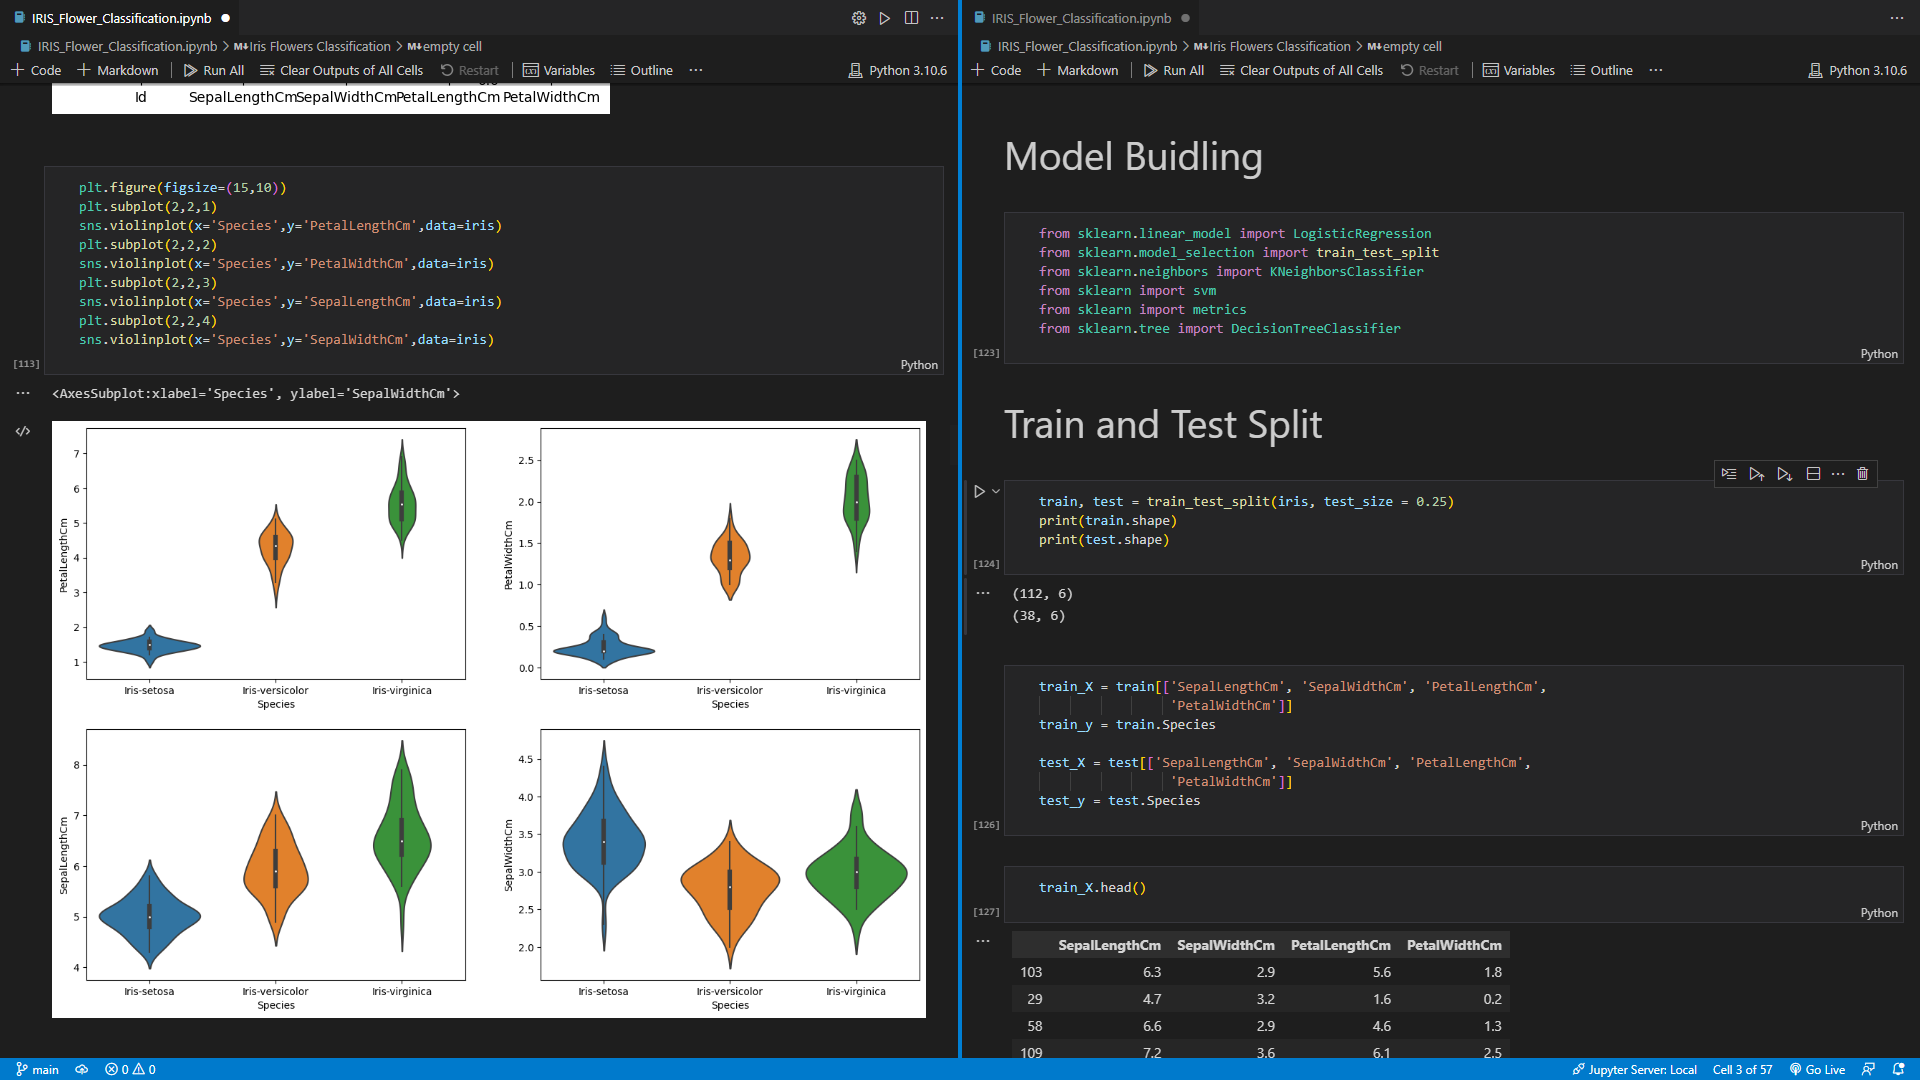 IRIS_Flower_Classification.ipynb
IRIS_Flower_Classification.ipynb > Iris Flowers Classification > empty cell
Code Markdown Run All Clear Outputs of All Cells Restart Variables Outline ... Python 3.10.6
Id SepalLengthCm SepalWidthCm PetalLengthCm PetalWidthCm
plt.figure(figsize=(15,10))
plt.subplot(2,2,1)
sns.violinplot(x='Species',y='PetalLengthCm',data=iris)
plt.subplot(2,2,2)
sns.violinplot(x='Species',y='PetalWidthCm',data=iris)
plt.subplot(2,2,3)
sns.violinplot(x='Species',y='SepalLengthCm',data=iris)
plt.subplot(2,2,4)
sns.violinplot(x='Species',y='SepalWidthCm',data=iris)
[113]
Python
... <AxesSubplot:xlabel='Species', ylabel='SepalWidthCm'>
PetalLengthCm
7
6
5
4
3
2
1
Iris-setosa Iris-versicolor Iris-virginica
Species
PetalWidthCm
2.5
2.0
1.5
1.0
0.5
0.0
Iris-setosa Iris-versicolor Iris-virginica
Species
SepalLengthCm
8
7
6
5
4
Iris-setosa Iris-versicolor Iris-virginica
Species
SepalWidthCm
4.5
4.0
3.5
3.0
2.5
2.0
Iris-setosa Iris-versicolor Iris-virginica
Species
IRIS_Flower_Classification.ipynb
IRIS_Flower_Classification.ipynb > Iris Flowers Classification > empty cell
Code Markdown Run All Clear Outputs of All Cells Restart Variables Outline ... Python 3.10.6
Model Buidling
from sklearn.linear_model import LogisticRegression
from sklearn.model_selection import train_test_split
from sklearn.neighbors import KNeighborsClassifier
from sklearn import svm
from sklearn import metrics
from sklearn.tree import DecisionTreeClassifier
[123]
Python
Train and Test Split
train, test = train_test_split(iris, test_size = 0.25)
print(train.shape)
print(test.shape)
[124]
Python
... (112, 6)
(38, 6)
train_X = train[['SepalLengthCm', 'SepalWidthCm', 'PetalLengthCm',
'PetalWidthCm']]
train_y = train.Species
test_X = test[['SepalLengthCm', 'SepalWidthCm', 'PetalLengthCm',
'PetalWidthCm']]
test_y = test.Species
[126]
Python
train_X.head()
[127]
Python
SepalLengthCm SepalWidthCm PetalLengthCm PetalWidthCm
103 6.3 2.9 5.6 1.8
29 4.7 3.2 1.6 0.2
58 6.6 2.9 4.6 1.3
109 7.2 3.6 6.1 2.5
main 0 0 Jupyter Server: Local Cell 3 of 57 Go Live